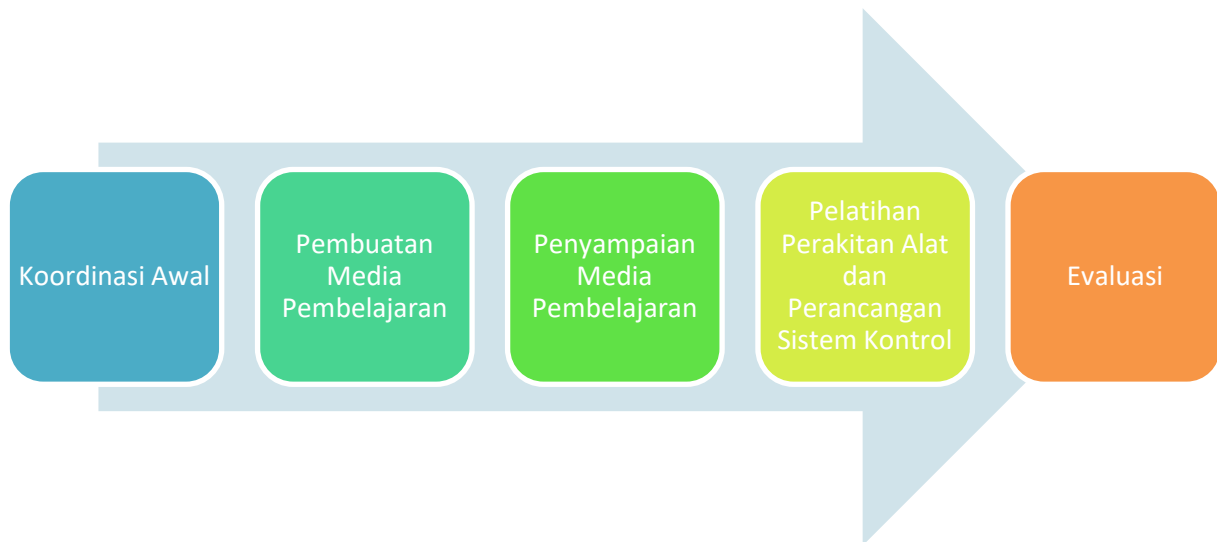 Koordinasi Awal
Pembuatan
Media
Pembelajaran
Penyampaian
Media
Pembelajaran
Pelatihan
Perakitan Alat
dan
Perancangan
Sistem Kontrol
Evaluasi